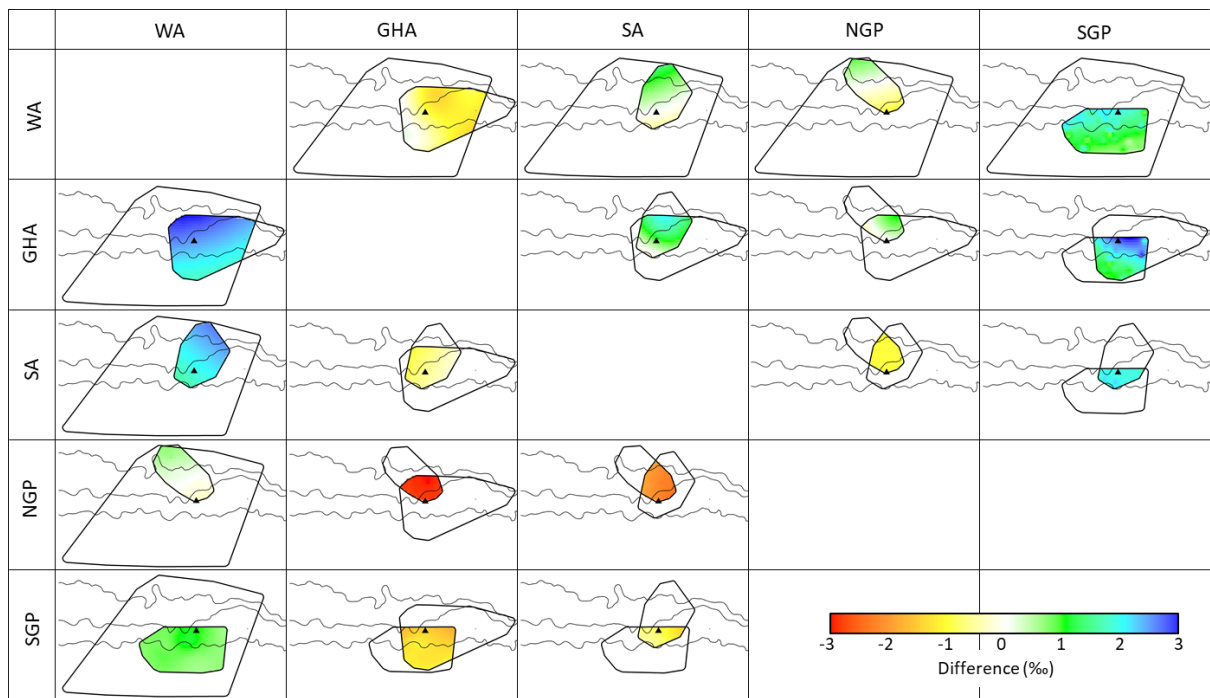 WA GHA SA NGP SGP
WA
GHA
SA
NGP
SGP
-3 -2 -1 0 1 2 3
Difference (‰)